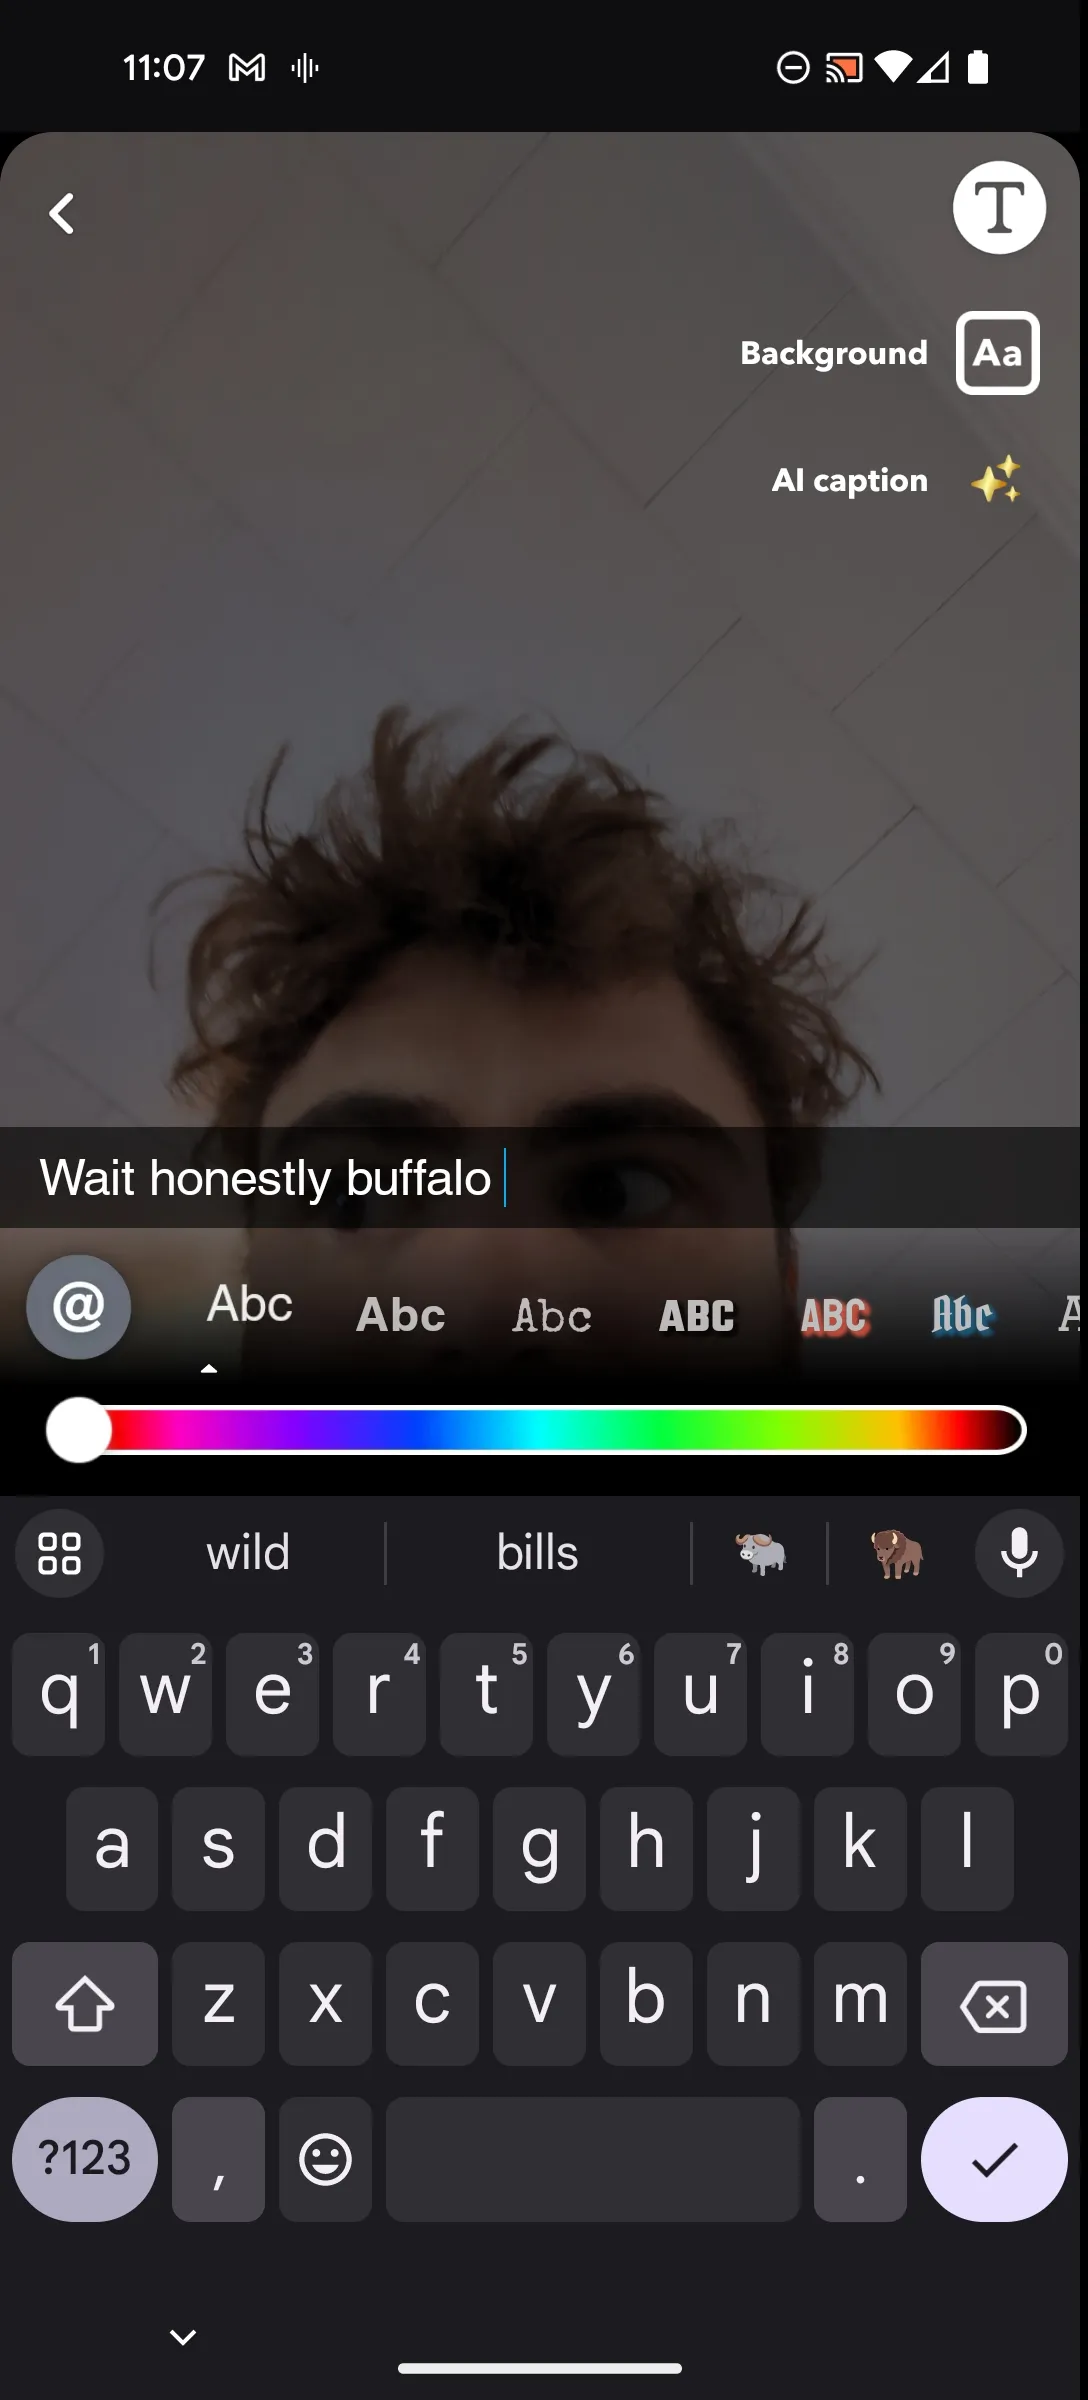 11:07
T
Background Aa
AI caption
Wait honestly buffalo
@ Abc Abc Abc ABC ABC Abc A
wild bills
q1 w2 e3 r4 t5 y6 u7 i8 o9 p0
a s d f g h j k l
z x c v b n m
?123 , .